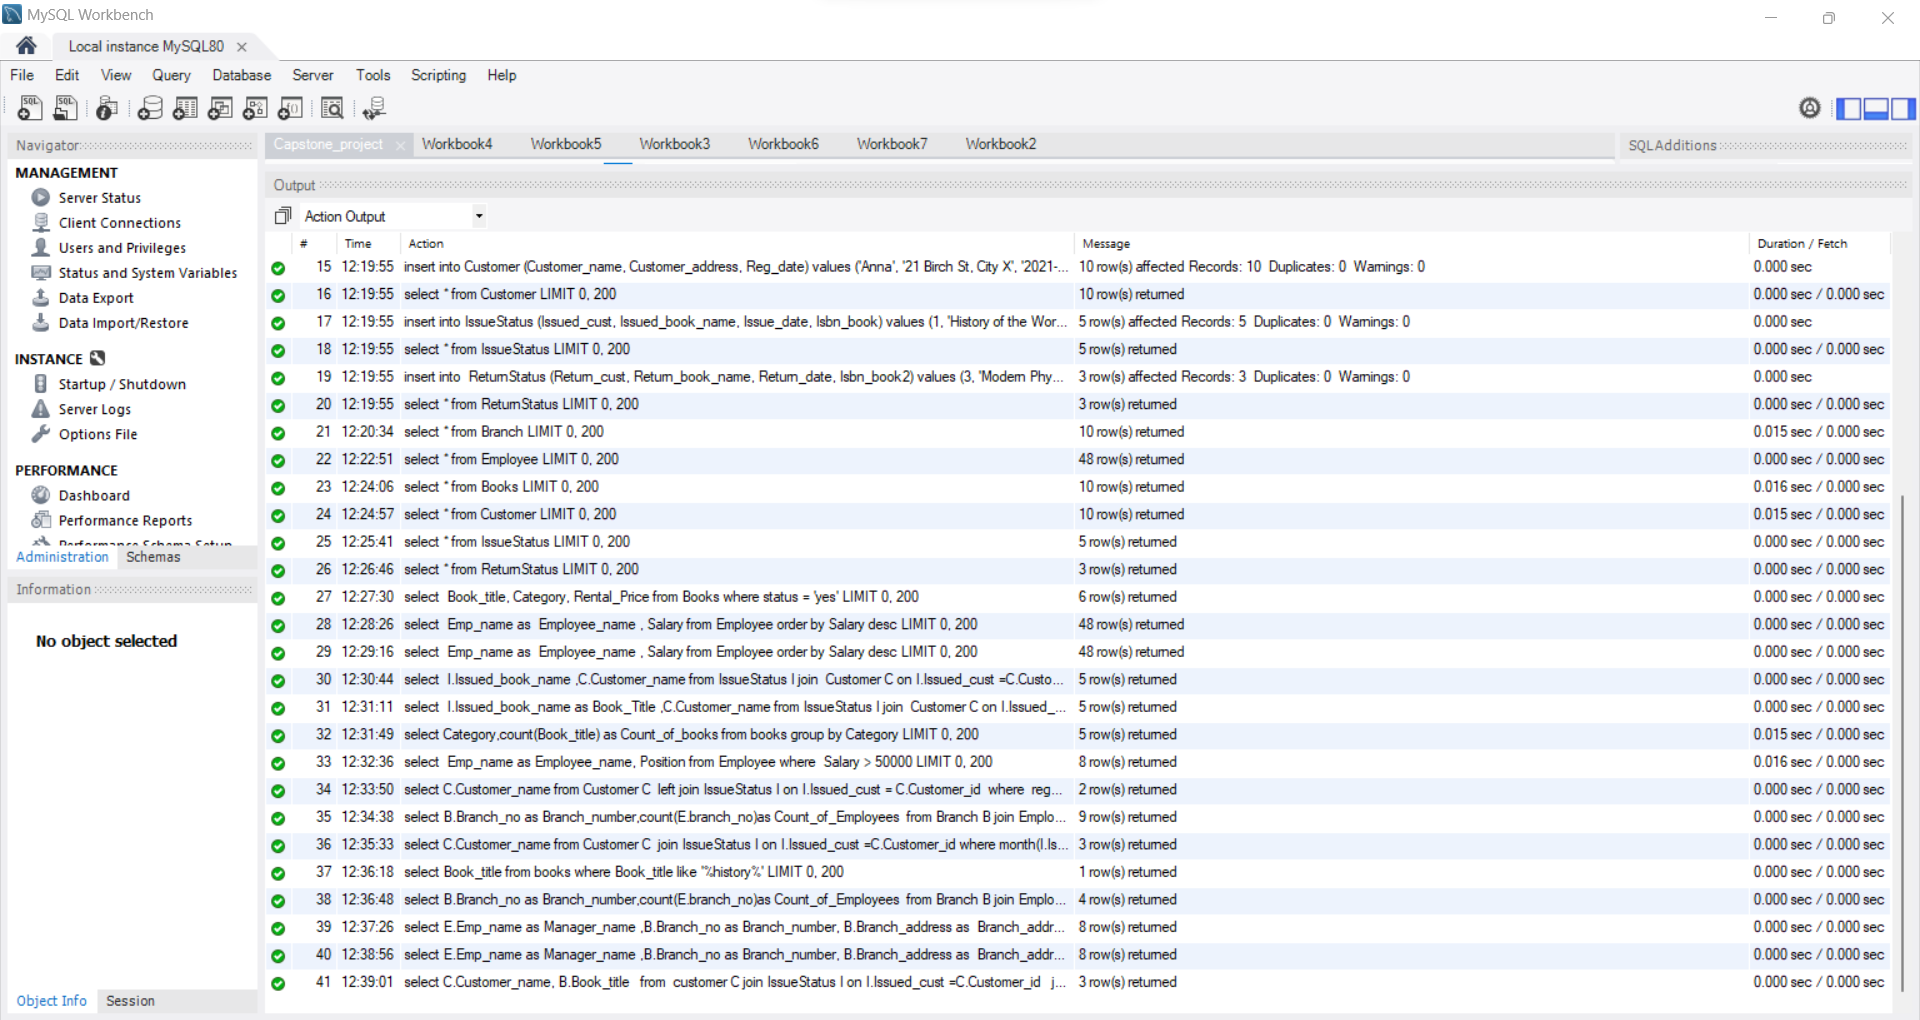 MySQL Workbench
Local instance MySQL80
File Edit View Query Database Server Tools Scripting Help
Navigator
MANAGEMENT
Server Status
Client Connections
Users and Privileges
Status and System Variables
Data Export
Data Import/Restore
INSTANCE
Startup / Shutdown
Server Logs
Options File
PERFORMANCE
Dashboard
Performance Reports
Performance Schema Setup
Administration Schemas
Information
No object selected
Object Info Session
Capstone_project Workbook4 Workbook5 Workbook3 Workbook6 Workbook7 Workbook2
SQLAdditions
Output
Action Output
# Time Action Message Duration / Fetch
15 12:19:55 insert into Customer (Customer_name, Customer_address, Reg_date) values ('Anna', '21 Birch St, City X', '2021-... 10 row(s) affected Records: 10 Duplicates: 0 Warnings: 0 0.000 sec
16 12:19:55 select * from Customer LIMIT 0, 200 10 row(s) returned 0.000 sec / 0.000 sec
17 12:19:55 insert into IssueStatus (Issued_cust, Issued_book_name, Issue_date, Isbn_book) values (1, 'History of the Wor... 5 row(s) affected Records: 5 Duplicates: 0 Warnings: 0 0.000 sec
18 12:19:55 select * from IssueStatus LIMIT 0, 200 5 row(s) returned 0.000 sec / 0.000 sec
19 12:19:55 insert into ReturnStatus (Return_cust, Return_book_name, Return_date, Isbn_book2) values (3, 'Modern Phy... 3 row(s) affected Records: 3 Duplicates: 0 Warnings: 0 0.000 sec
20 12:19:55 select * from ReturnStatus LIMIT 0, 200 3 row(s) returned 0.000 sec / 0.000 sec
21 12:20:34 select * from Branch LIMIT 0, 200 10 row(s) returned 0.015 sec / 0.000 sec
22 12:22:51 select * from Employee LIMIT 0, 200 48 row(s) returned 0.000 sec / 0.000 sec
23 12:24:06 select * from Books LIMIT 0, 200 10 row(s) returned 0.016 sec / 0.000 sec
24 12:24:57 select * from Customer LIMIT 0, 200 10 row(s) returned 0.015 sec / 0.000 sec
25 12:25:41 select * from IssueStatus LIMIT 0, 200 5 row(s) returned 0.000 sec / 0.000 sec
26 12:26:46 select * from ReturnStatus LIMIT 0, 200 3 row(s) returned 0.000 sec / 0.000 sec
27 12:27:30 select Book_title, Category, Rental_Price from Books where status = 'yes' LIMIT 0, 200 6 row(s) returned 0.000 sec / 0.000 sec
28 12:28:26 select Emp_name as Employee_name , Salary from Employee order by Salary desc LIMIT 0, 200 48 row(s) returned 0.000 sec / 0.000 sec
29 12:29:16 select Emp_name as Employee_name , Salary from Employee order by Salary desc LIMIT 0, 200 48 row(s) returned 0.000 sec / 0.000 sec
30 12:30:44 select I.Issued_book_name ,C.Customer_name from IssueStatus I join Customer C on I.Issued_cust =C.Custo... 5 row(s) returned 0.000 sec / 0.000 sec
31 12:31:11 select I.Issued_book_name as Book_Title ,C.Customer_name from IssueStatus I join Customer C on I.Issued_... 5 row(s) returned 0.000 sec / 0.000 sec
32 12:31:49 select Category,count(Book_title) as Count_of_books from books group by Category LIMIT 0, 200 5 row(s) returned 0.015 sec / 0.000 sec
33 12:32:36 select Emp_name as Employee_name, Position from Employee where Salary > 50000 LIMIT 0, 200 8 row(s) returned 0.016 sec / 0.000 sec
34 12:33:50 select C.Customer_name from Customer C left join IssueStatus I on I.Issued_cust = C.Customer_id where reg... 2 row(s) returned 0.000 sec / 0.000 sec
35 12:34:38 select B.Branch_no as Branch_number,count(E.branch_no)as Count_of_Employees from Branch B join Emplo... 9 row(s) returned 0.000 sec / 0.000 sec
36 12:35:33 select C.Customer_name from Customer C join IssueStatus I on I.Issued_cust =C.Customer_id where month(I.Is... 3 row(s) returned 0.000 sec / 0.000 sec
37 12:36:18 select Book_title from books where Book_title like "%history%" LIMIT 0, 200 1 row(s) returned 0.000 sec / 0.000 sec
38 12:36:48 select B.Branch_no as Branch_number,count(E.branch_no)as Count_of_Employees from Branch B join Emplo... 4 row(s) returned 0.000 sec / 0.000 sec
39 12:37:26 select E.Emp_name as Manager_name ,B.Branch_no as Branch_number, B.Branch_address as Branch_addr... 8 row(s) returned 0.000 sec / 0.000 sec
40 12:38:56 select E.Emp_name as Manager_name ,B.Branch_no as Branch_number, B.Branch_address as Branch_addr... 8 row(s) returned 0.000 sec / 0.000 sec
41 12:39:01 select C.Customer_name, B.Book_title from customer C join IssueStatus I on I.Issued_cust =C.Customer_id j... 3 row(s) returned 0.000 sec / 0.000 sec